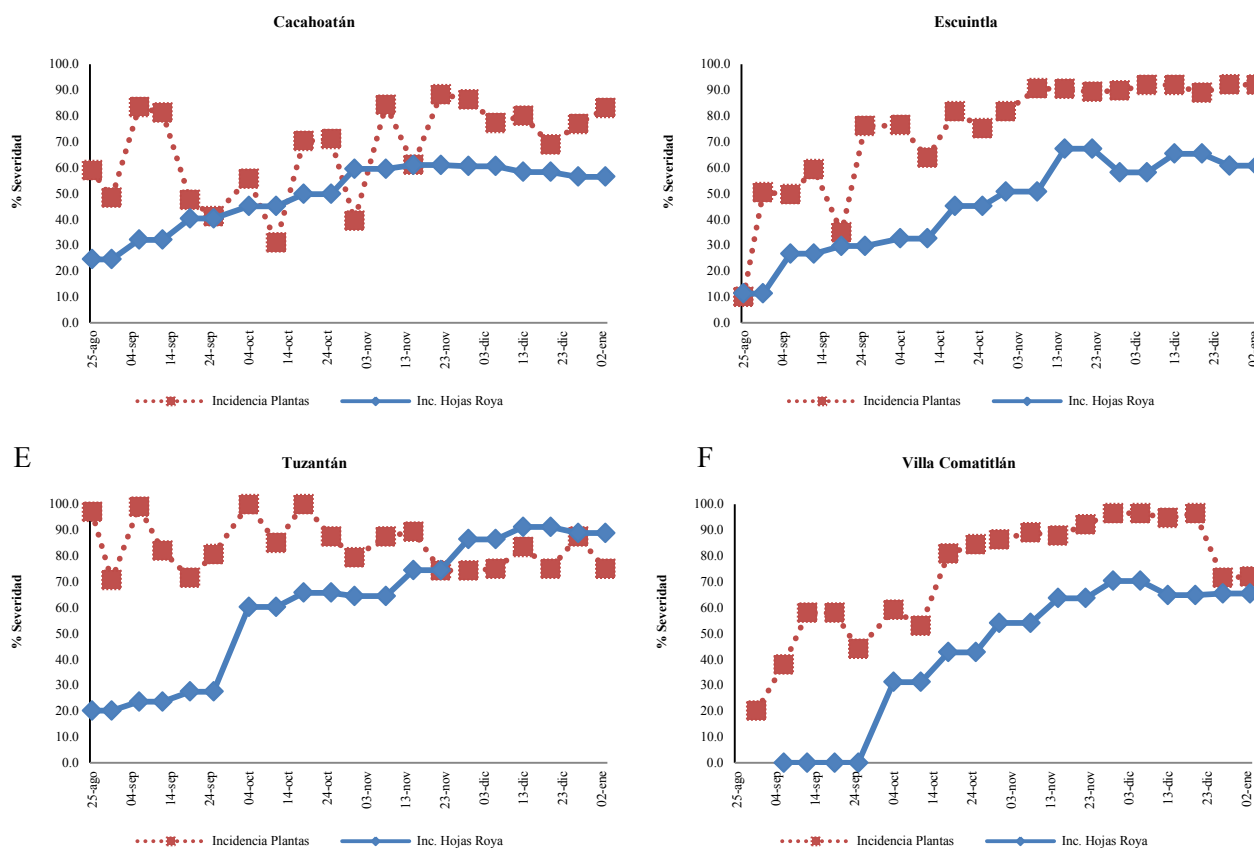 Cacahoatán
% Severidad
100.0
90.0
80.0
70.0
60.0
50.0
40.0
30.0
20.0
10.0
0.0
25-ago
04-sep
14-sep
24-sep
04-oct
14-oct
24-oct
03-nov
13-nov
23-nov
03-dic
13-dic
23-dic
02-ene
Incidencia Plantas
Inc. Hojas Roya
Escuintla
% Severidad
100.0
90.0
80.0
70.0
60.0
50.0
40.0
30.0
20.0
10.0
0.0
25-ago
04-sep
14-sep
24-sep
04-oct
14-oct
24-oct
03-nov
13-nov
23-nov
03-dic
13-dic
23-dic
02-ene
Incidencia Plantas
Inc. Hojas Roya
E
Tuzantán
% Severidad
100.0
90.0
80.0
70.0
60.0
50.0
40.0
30.0
20.0
10.0
0.0
25-ago
04-sep
14-sep
24-sep
04-oct
14-oct
24-oct
03-nov
13-nov
23-nov
03-dic
13-dic
23-dic
02-ene
Incidencia Plantas
Inc. Hojas Roya
F
Villa Comatitlán
% Severidad
100.0
90.0
80.0
70.0
60.0
50.0
40.0
30.0
20.0
10.0
0.0
25-ago
04-sep
14-sep
24-sep
04-oct
14-oct
24-oct
03-nov
13-nov
23-nov
03-dic
13-dic
23-dic
02-ene
Incidencia Plantas
Inc. Hojas Roya